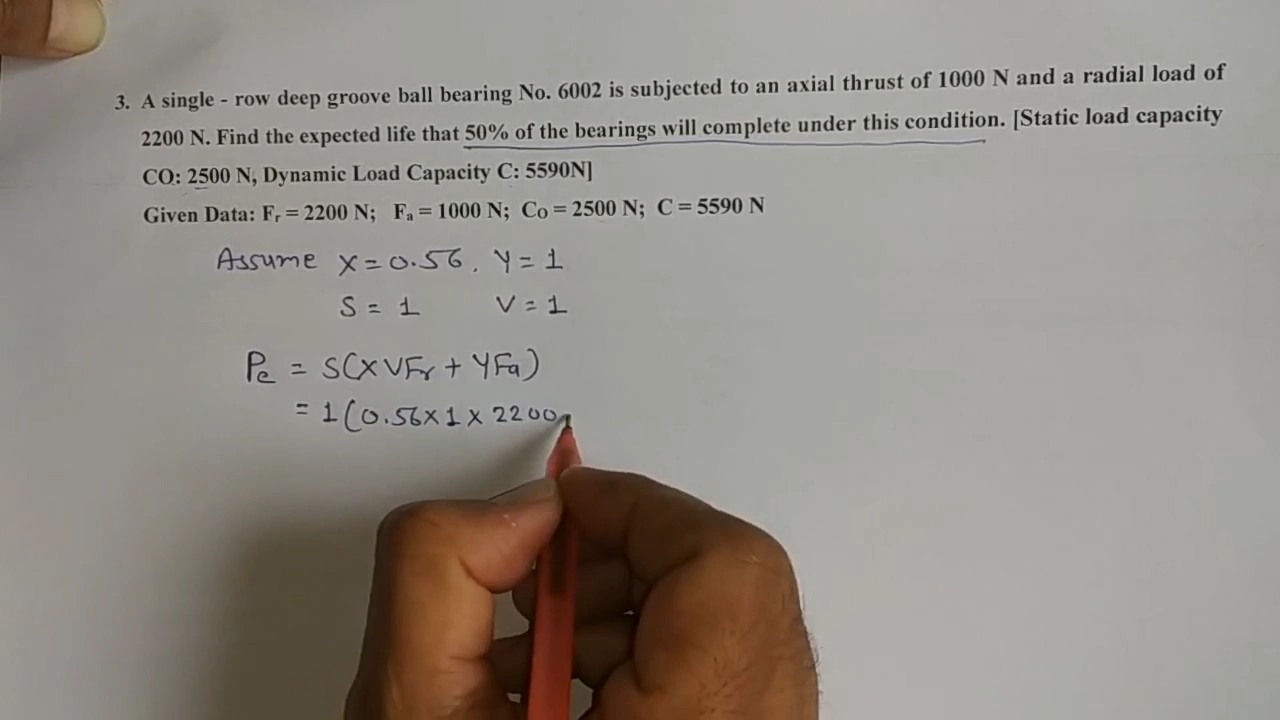 3. A single - row deep groove ball bearing No. 6002 is subjected to an axial thrust of 1000 N and a radial load of
2200 N. Find the expected life that 50% of the bearings will complete under this condition. [Static load capacity
CO: 2500 N, Dynamic Load Capacity C: 5590N]
Given Data: Fr = 2200 N; Fa = 1000 N; CO = 2500 N; C = 5590 N
Assume X = 0.56, Y = 1
S = 1 V = 1
Pe = S(XVFr + YFa)
= 1(0.56×1×2200